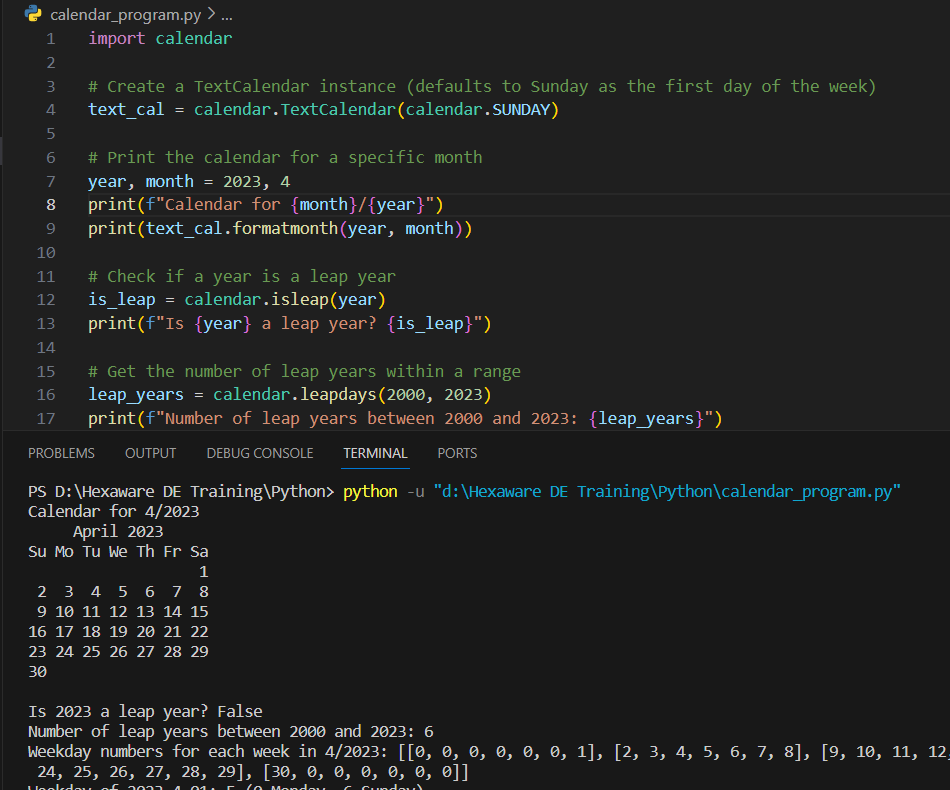 calendar_program.py > ...
1 import calendar
2
3 # Create a TextCalendar instance (defaults to Sunday as the first day of the week)
4 text_cal = calendar.TextCalendar(calendar.SUNDAY)
5
6 # Print the calendar for a specific month
7 year, month = 2023, 4
8 print(f"Calendar for {month}/{year}")
9 print(text_cal.formatmonth(year, month))
10
11 # Check if a year is a leap year
12 is_leap = calendar.isleap(year)
13 print(f"Is {year} a leap year? {is_leap}")
14
15 # Get the number of leap years within a range
16 leap_years = calendar.leapdays(2000, 2023)
17 print(f"Number of leap years between 2000 and 2023: {leap_years}")
PROBLEMS OUTPUT DEBUG CONSOLE TERMINAL PORTS
PS D:\Hexaware DE Training\Python> python -u "d:\Hexaware DE Training\Python\calendar_program.py"
Calendar for 4/2023
     April 2023
Su Mo Tu We Th Fr Sa
                   1
 2  3  4  5  6  7  8
 9 10 11 12 13 14 15
16 17 18 19 20 21 22
23 24 25 26 27 28 29
30
Is 2023 a leap year? False
Number of leap years between 2000 and 2023: 6
Weekday numbers for each week in 4/2023: [[0, 0, 0, 0, 0, 0, 1], [2, 3, 4, 5, 6, 7, 8], [9, 10, 11, 12,
 24, 25, 26, 27, 28, 29], [30, 0, 0, 0, 0, 0, 0]]
Weekday of 2023-4-01: 5 (0-Monday, 6-Sunday)